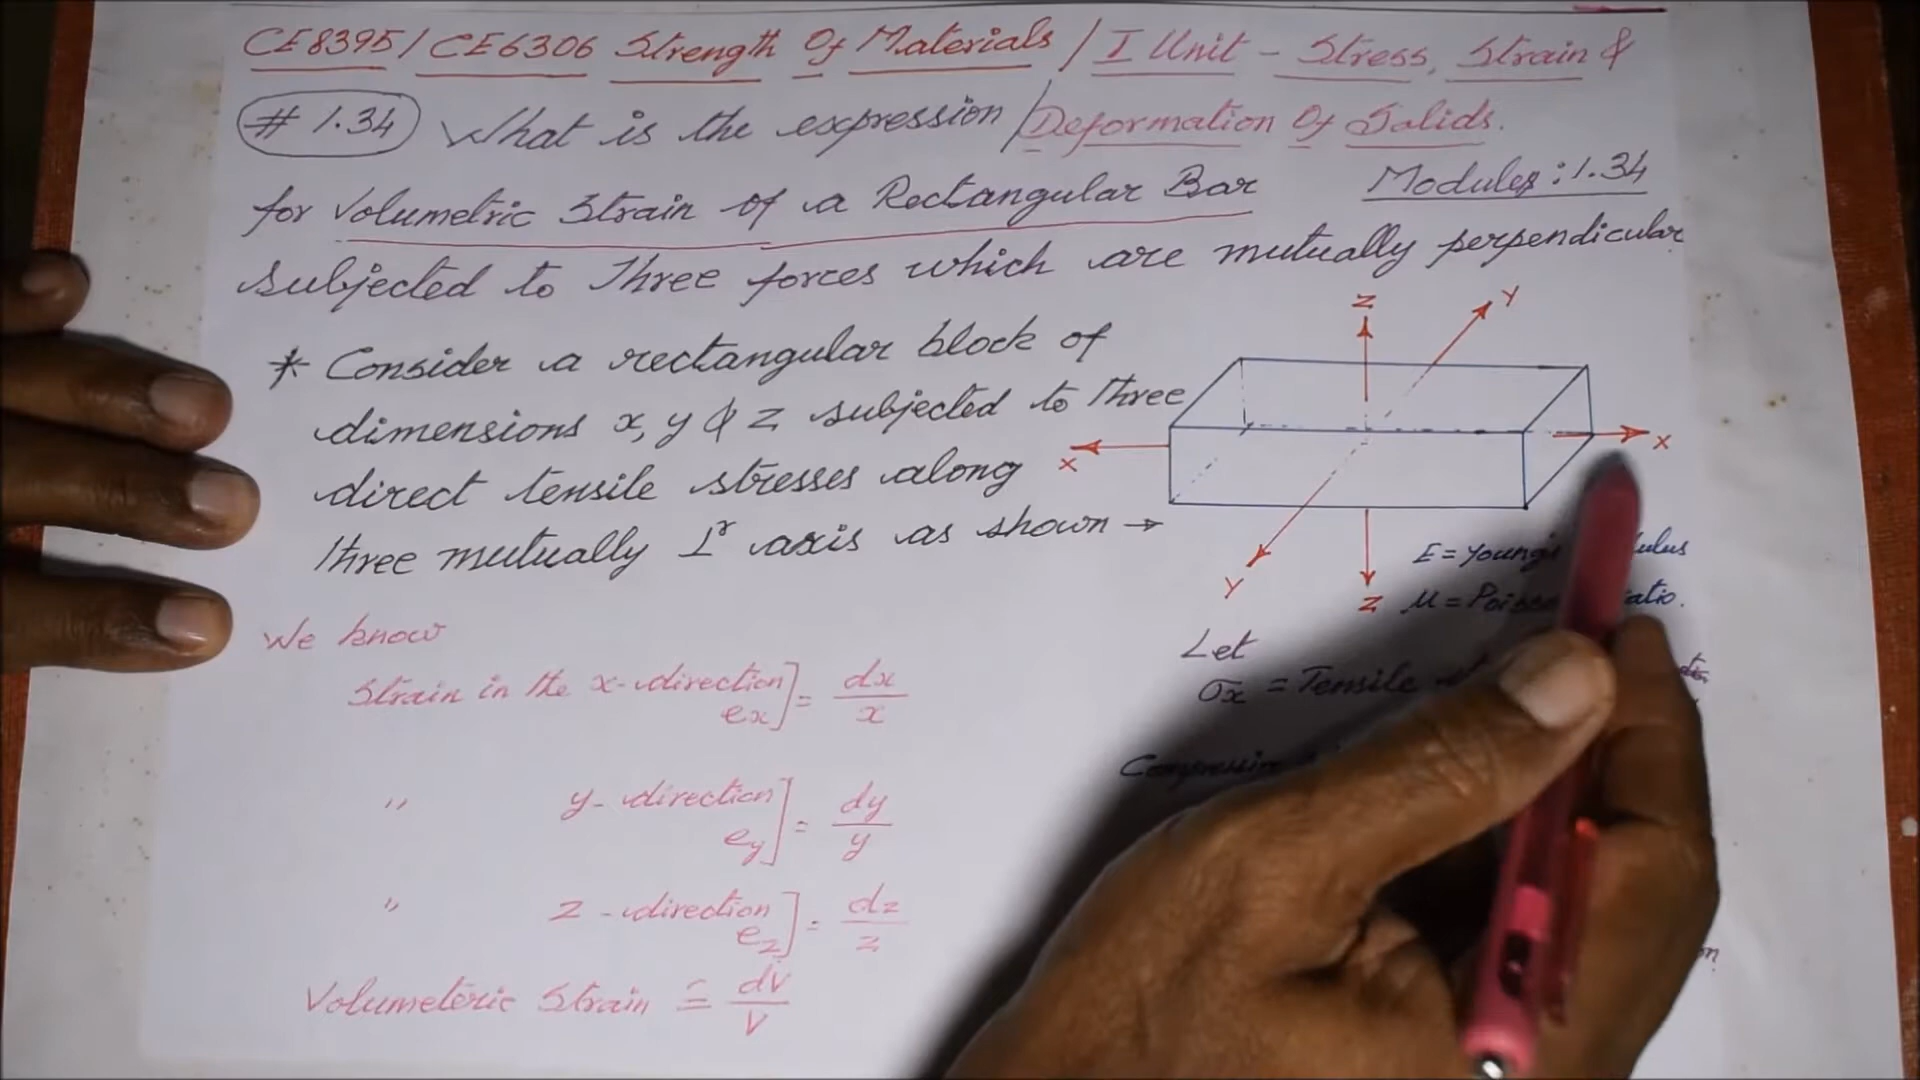 CE8395/CE6306 Strength Of Materials / I Unit - Stress, Strain &
Deformation Of Solids.
# 1.34 What is the expression
for Volumetric Strain of a Rectangular Bar
Modules: 1.34
subjected to Three forces which are mutually perpendicular
* Consider a rectangular block of
dimensions x, y & z subjected to Three
direct tensile stresses along
Three mutually ⊥r axis as shown →
Z
Y
X
X
Y
Z
E =
μ =
Let
σx = Tensile
We know
Strain in the x-direction ex] = dx/x
" y-direction ey] = dy/y
" z-direction ez] = dz/z
Volumeteric Strain = dv/v